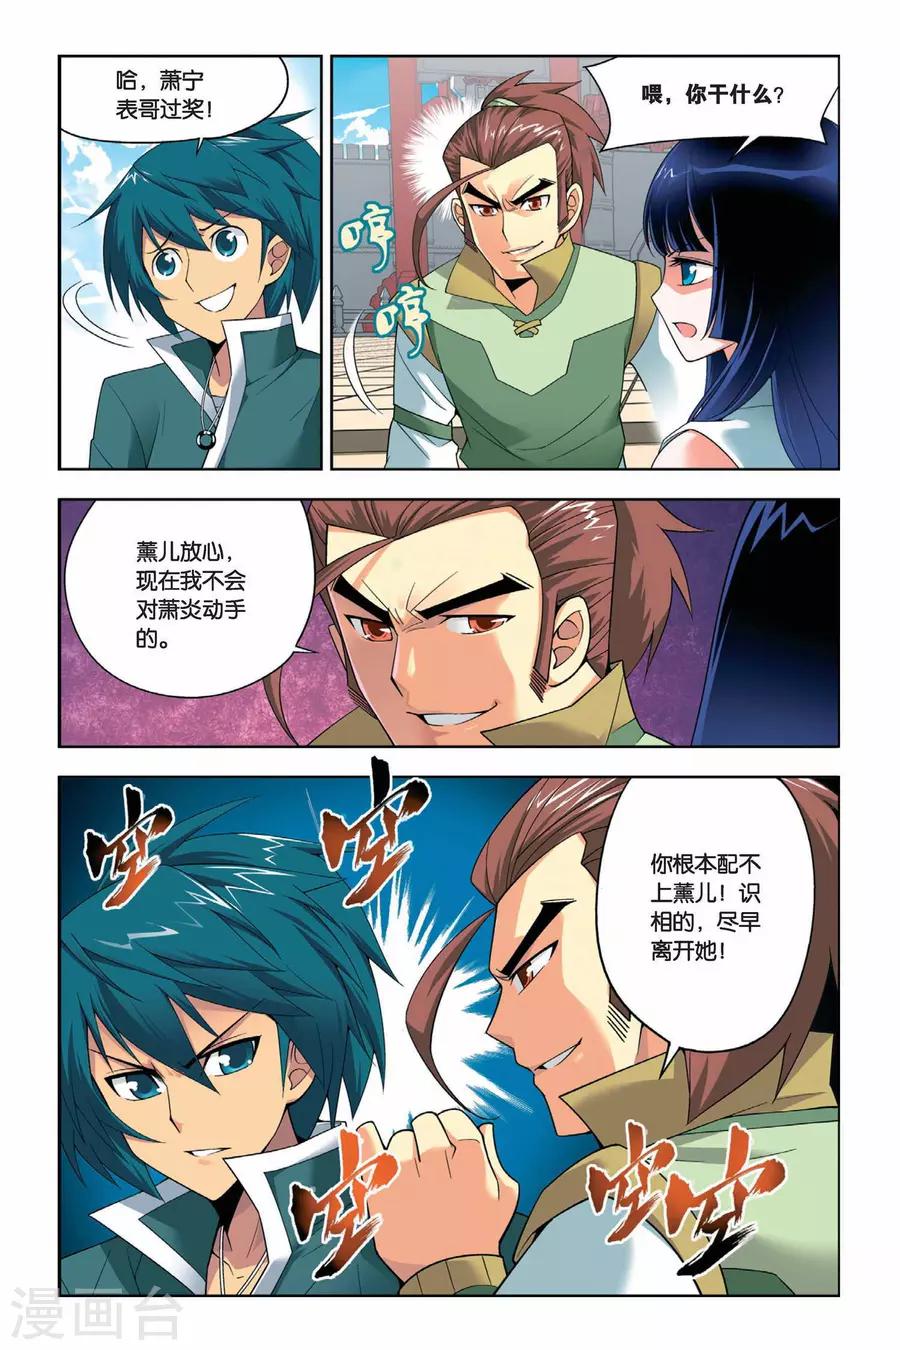 哈，萧宁
表哥过奖！
喂，你干什么？
哼
哼
薰儿放心，
现在我不会
对萧炎动手
的。
空
空
你根本配不
上薰儿！识
相的，尽早
离开她！
空
空
空
漫画台